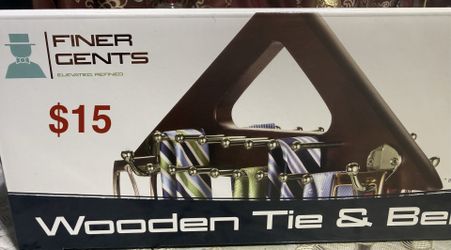 FINER
GENTS
ELEVATED, REFINED
$15
Wooden Tie & Be